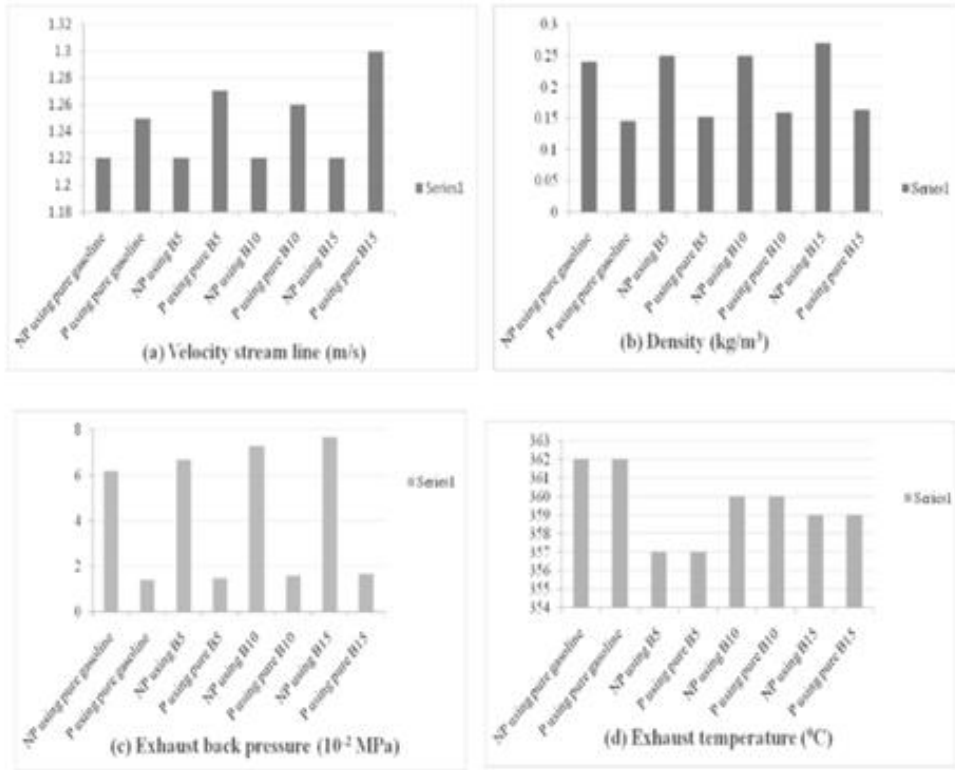 1.32
1.3
1.28
1.26
1.24
1.22
1.2
1.18
Series1
NP using pure gasoline
P using pure gasoline
NP using B5
P using pure B5
NP using B10
P using pure B10
NP using B15
P using pure B15
(a) Velocity stream line (m/s)
0.3
0.25
0.2
0.15
0.1
0.05
0
Series1
NP using pure gasoline
P using pure gasoline
NP using B5
P using pure B5
NP using B10
P using pure B10
NP using B15
P using pure B15
(b) Density (kg/m³)
8
6
4
2
0
Series1
NP using pure gasoline
P using pure gasoline
NP using B5
P using pure B5
NP using B10
P using pure B10
NP using B15
P using pure B15
(c) Exhaust back pressure (10⁻² MPa)
363
362
361
360
359
358
357
356
355
354
Series1
NP using pure gasoline
P using pure gasoline
NP using B5
P using pure B5
NP using B10
P using pure B10
NP using B15
P using pure B15
(d) Exhaust temperature (⁰C)